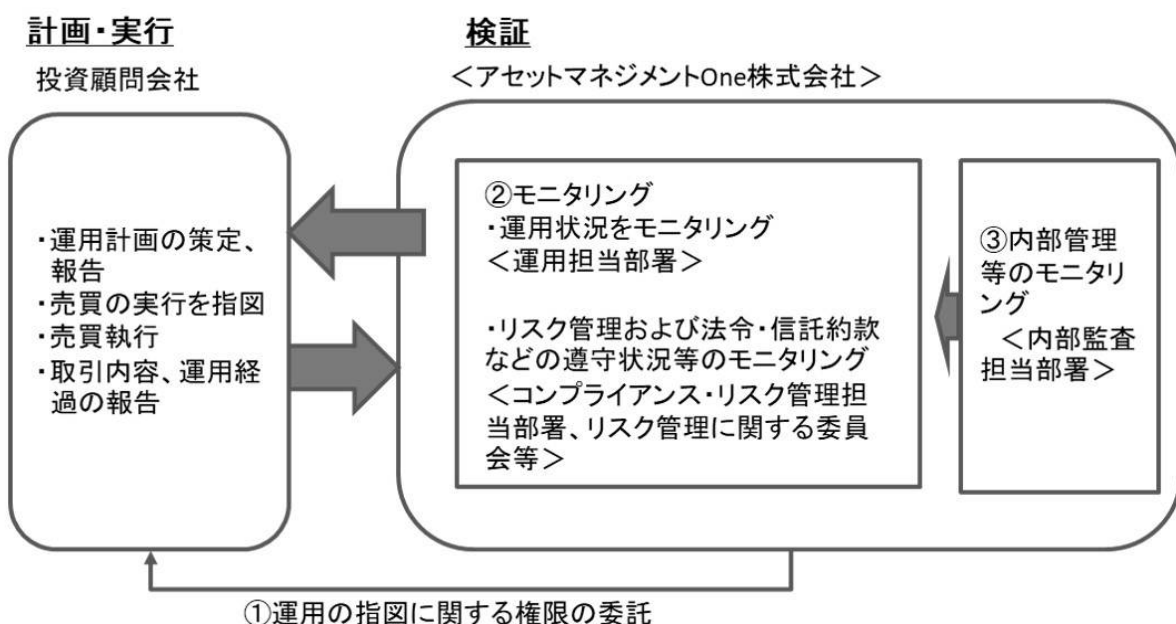 計画・実行
投資顧問会社
・運用計画の策定、
報告
・売買の実行を指図
・売買執行
・取引内容、運用経
過の報告
検証
＜アセットマネジメントOne株式会社＞
②モニタリング
・運用状況をモニタリング
＜運用担当部署＞
・リスク管理および法令・信託約款
などの遵守状況等のモニタリング
＜コンプライアンス・リスク管理担
当部署、リスク管理に関する委員
会等＞
③内部管理
等のモニタリ
ング
＜内部監査
担当部署＞
①運用の指図に関する権限の委託